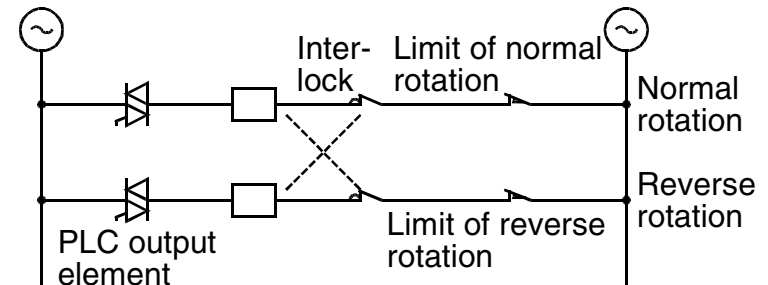 Inter-
lock
Limit of normal
rotation
Normal
rotation
Reverse
rotation
Limit of reverse
rotation
PLC output
element